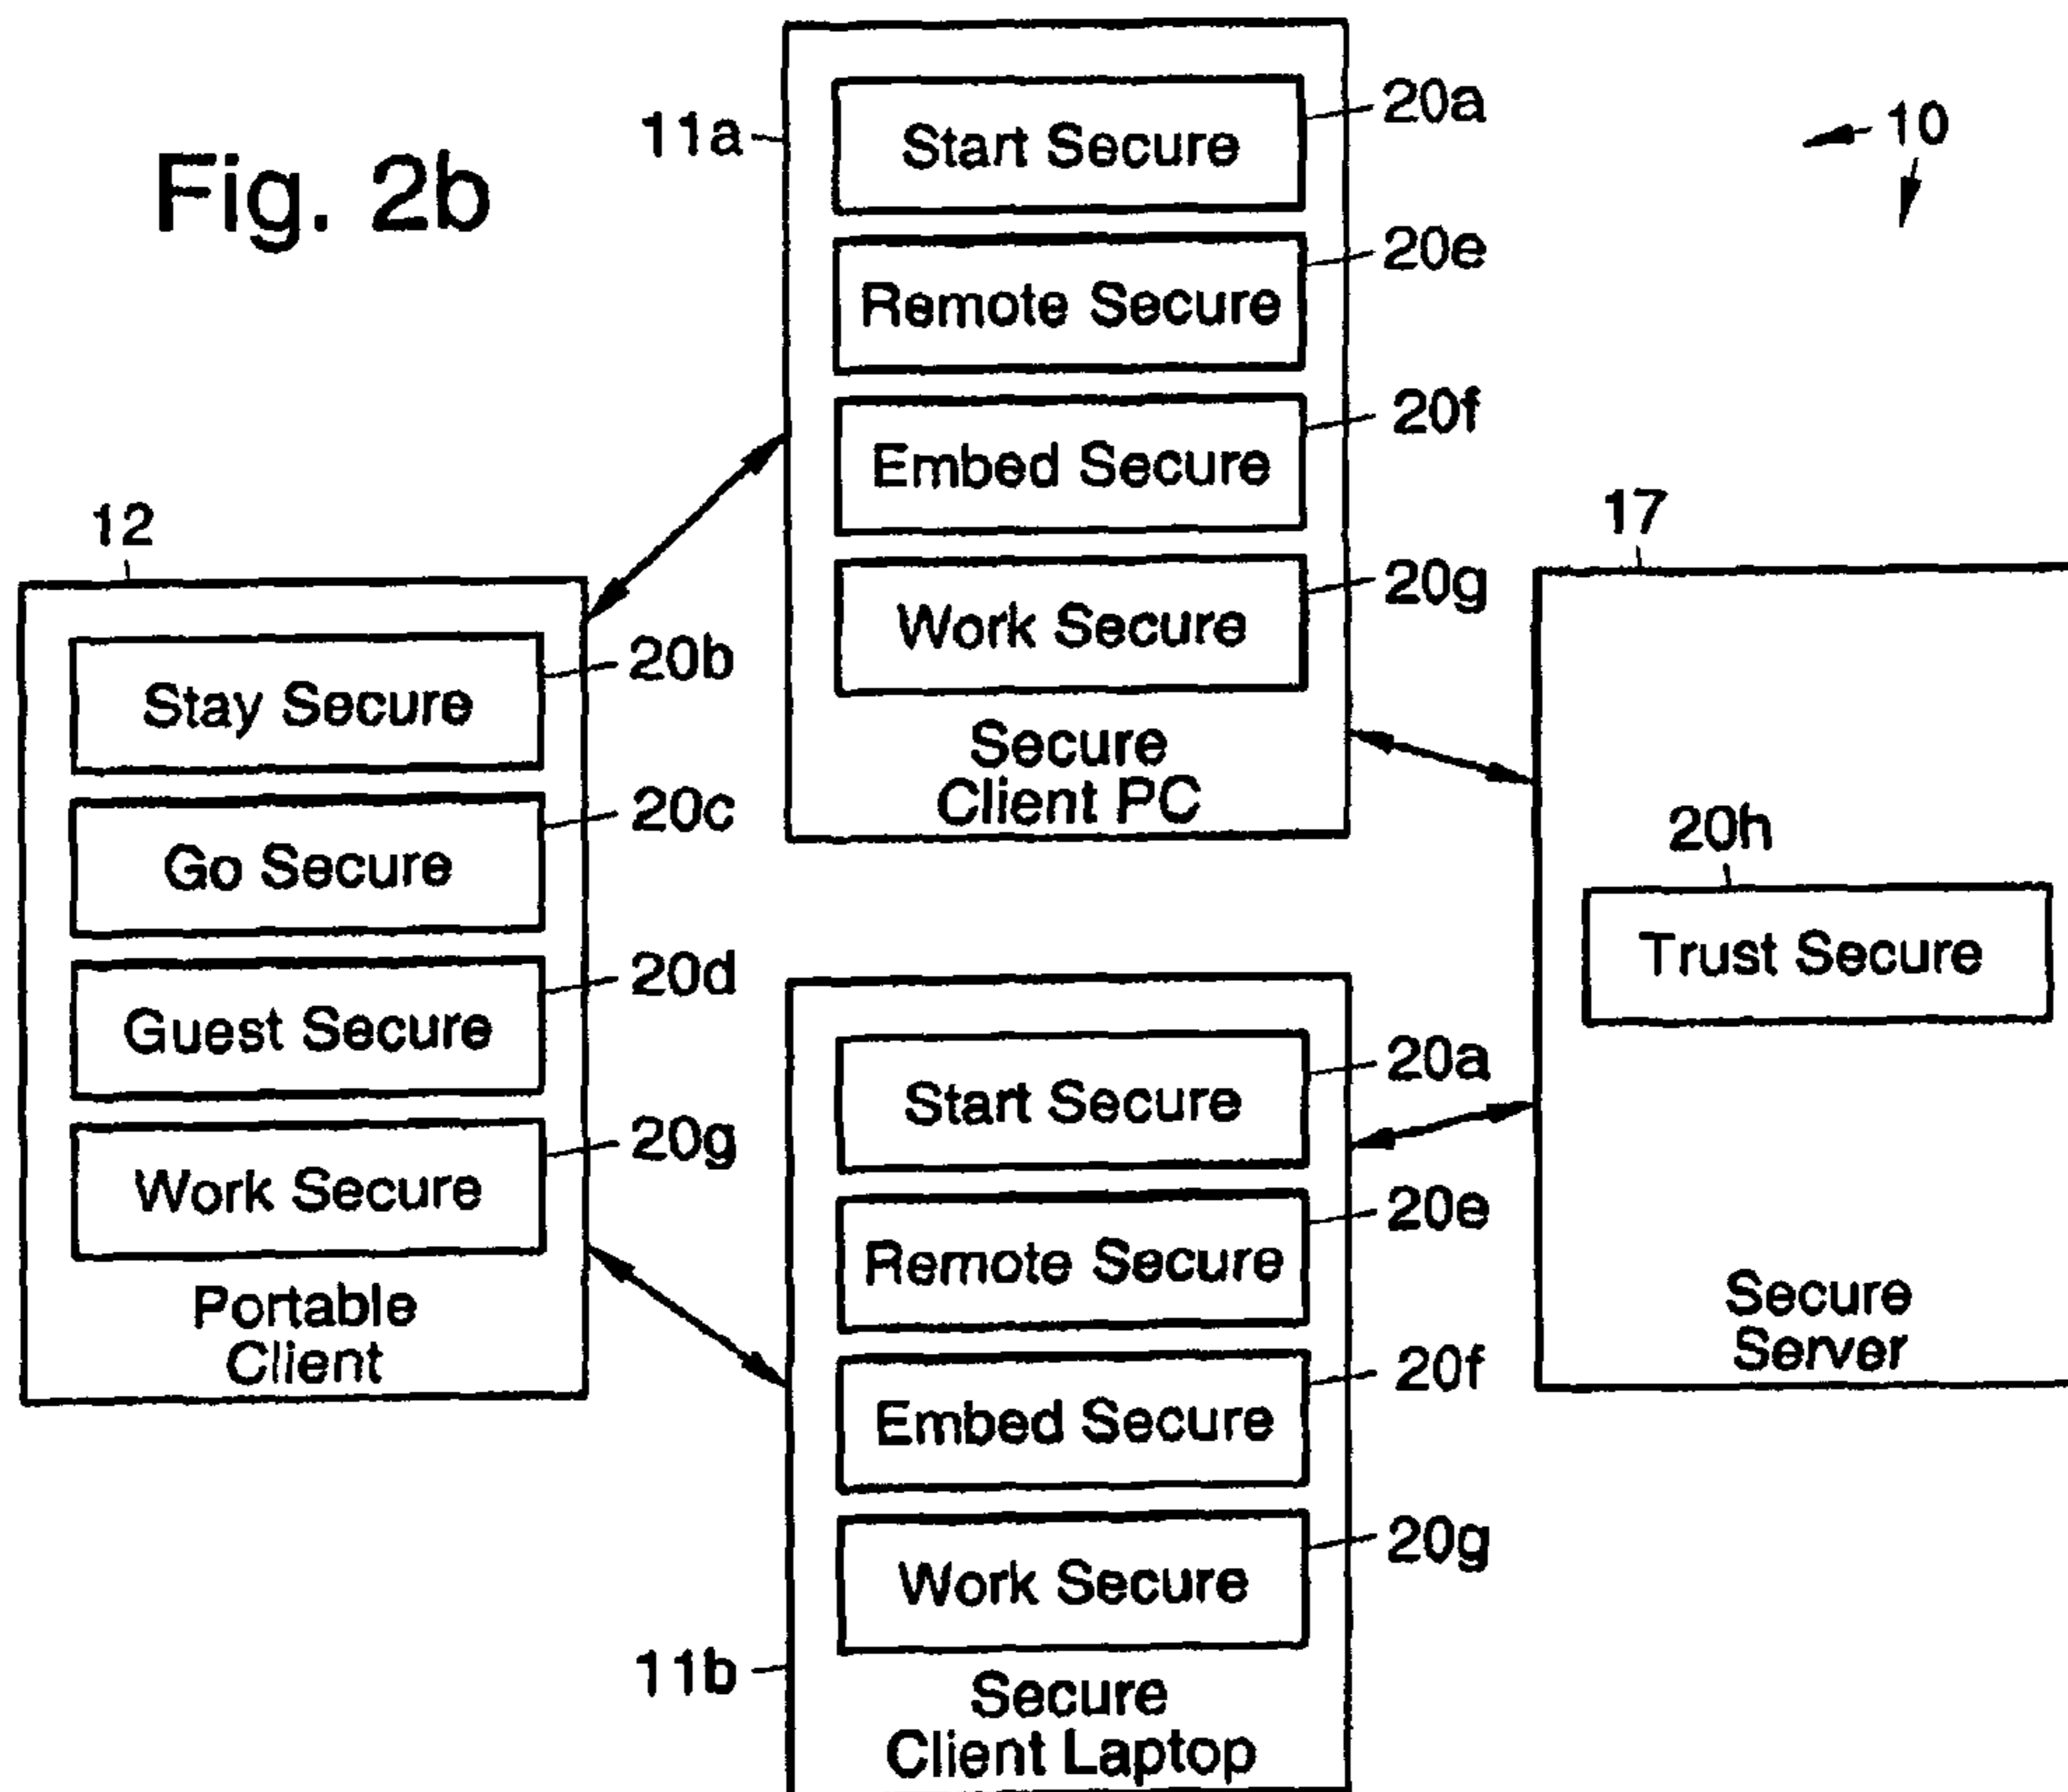 Fig. 2b
10
11a
Start Secure
20a
Remote Secure
20e
Embed Secure
20f
Work Secure
20g
Secure
Client PC
12
Stay Secure
20b
Go Secure
20c
Guest Secure
20d
Work Secure
20g
Portable
Client
17
20h
Trust Secure
Secure
Server
Start Secure
20a
Remote Secure
20e
Embed Secure
20f
Work Secure
20g
11b
Secure
Client Laptop